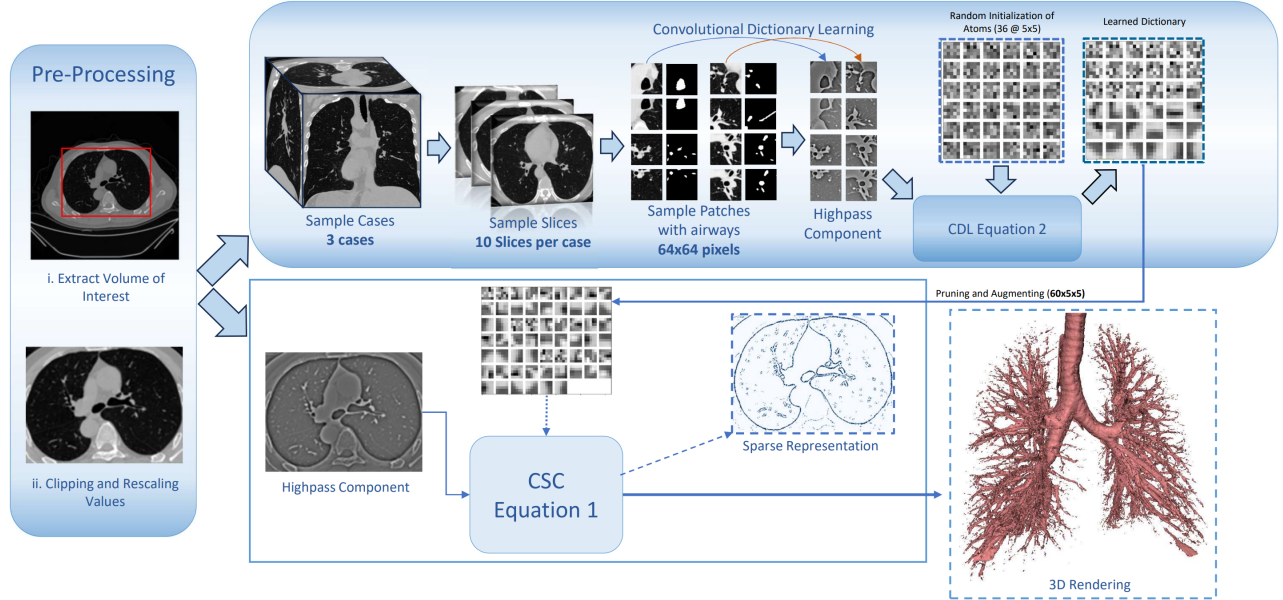 Pre-Processing
i. Extract Volume of
Interest
ii. Clipping and Rescaling
Values
Convolutional Dictionary Learning
Random Initialization of
Atoms (36 @ 5x5)
Learned Dictionary
Sample Cases
3 cases
Sample Slices
10 Slices per case
Sample Patches
with airways
64x64 pixels
Highpass
Component
CDL Equation 2
Pruning and Augmenting (60x5x5)
Highpass Component
CSC
Equation 1
Sparse Representation
3D Rendering